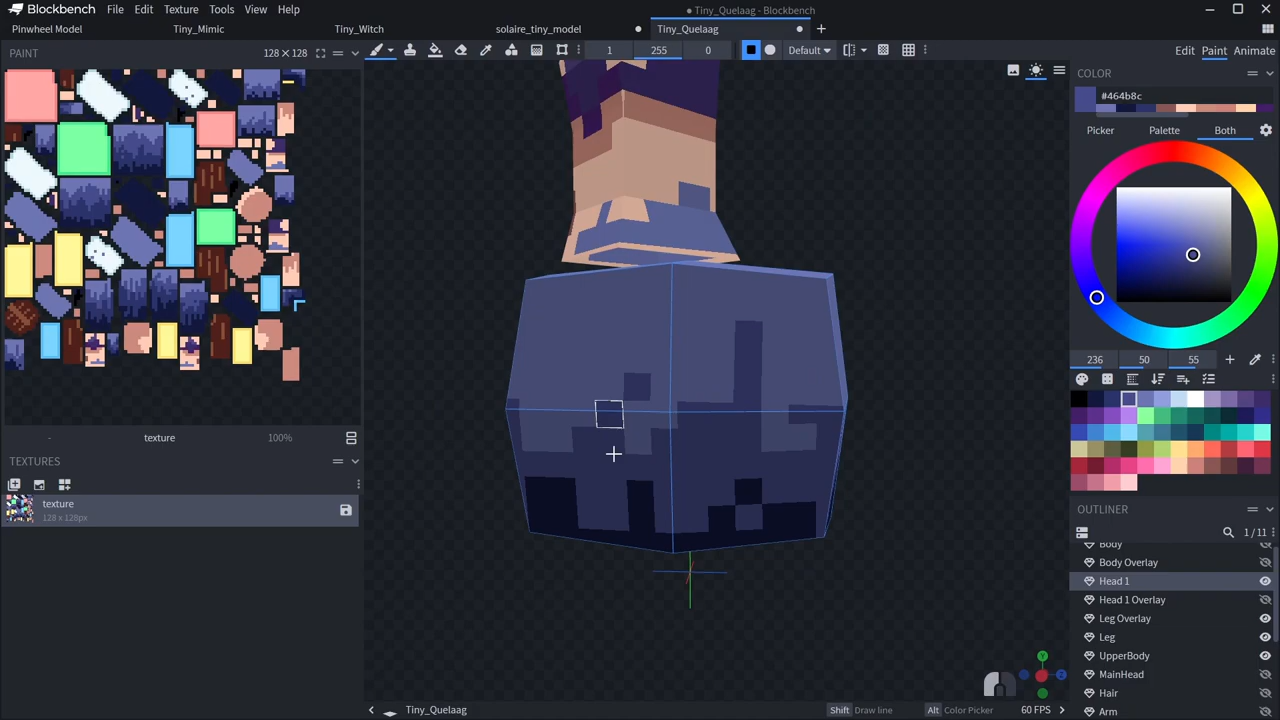 Blockbench File Edit Texture Tools View Help
• Tiny_Quelaag - Blockbench
Pinwheel Model Tiny_Mimic Tiny_Witch solaire_tiny_model Tiny_Quelaag
PAINT 128 × 128
1 255 0 Default Edit Paint Animate
COLOR
#464b8c
Picker Palette Both
236 50 55
- texture 100%
TEXTURES
texture
128 x 128px
OUTLINER
1 / 11
Body
Body Overlay
Head 1
Head 1 Overlay
Leg Overlay
Leg
UpperBody
MainHead
Hair
Arm
Tiny_Quelaag Shift Draw line Alt Color Picker 60 FPS